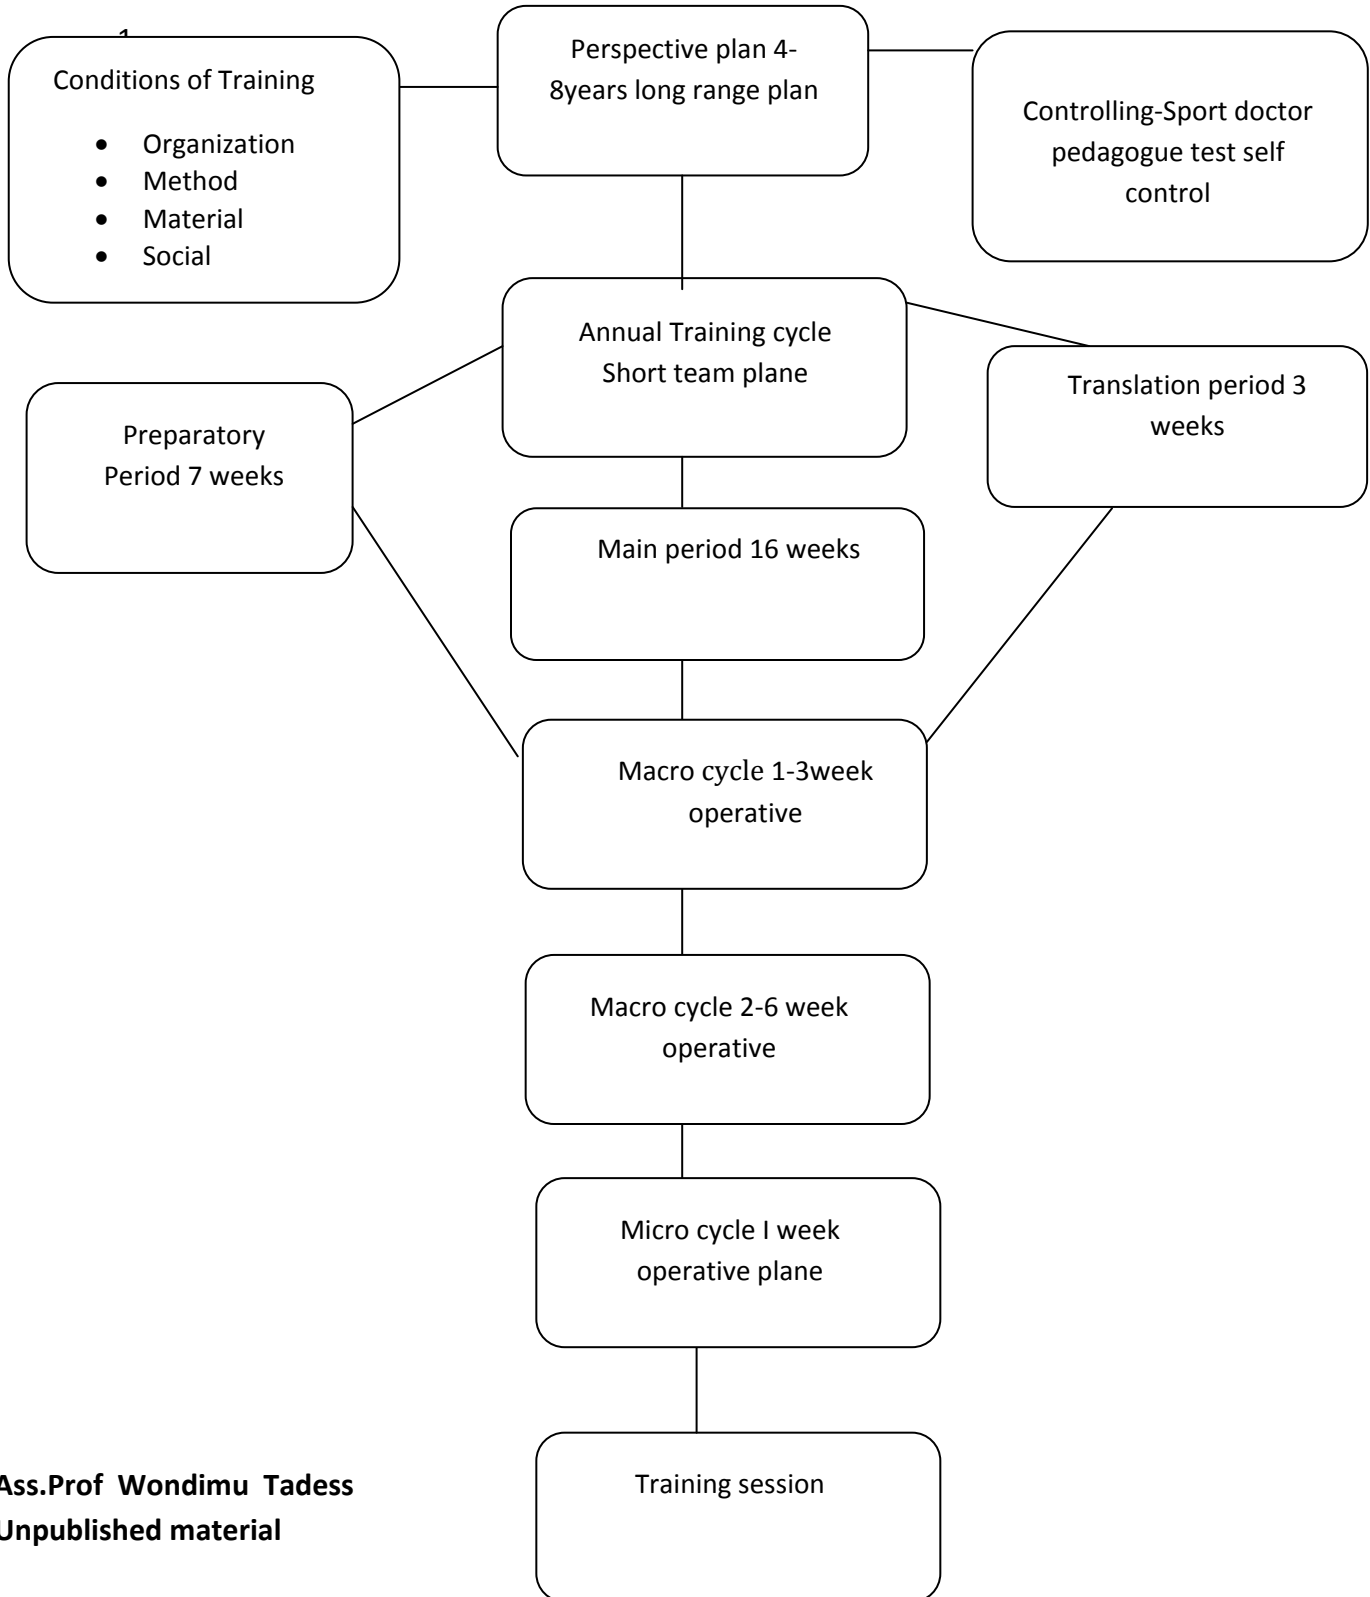 1
Perspective plan 4-
8years long range plan
Conditions of Training
• Organization
• Method
• Material
• Social
Controlling-Sport doctor
pedagogue test self
control
Annual Training cycle
Short team plane
Translation period 3
weeks
Preparatory
Period 7 weeks
Main period 16 weeks
Macro cycle 1-3week
operative
Macro cycle 2-6 week
operative
Micro cycle I week
operative plane
Training session
Ass.Prof Wondimu Tadess
Unpublished material